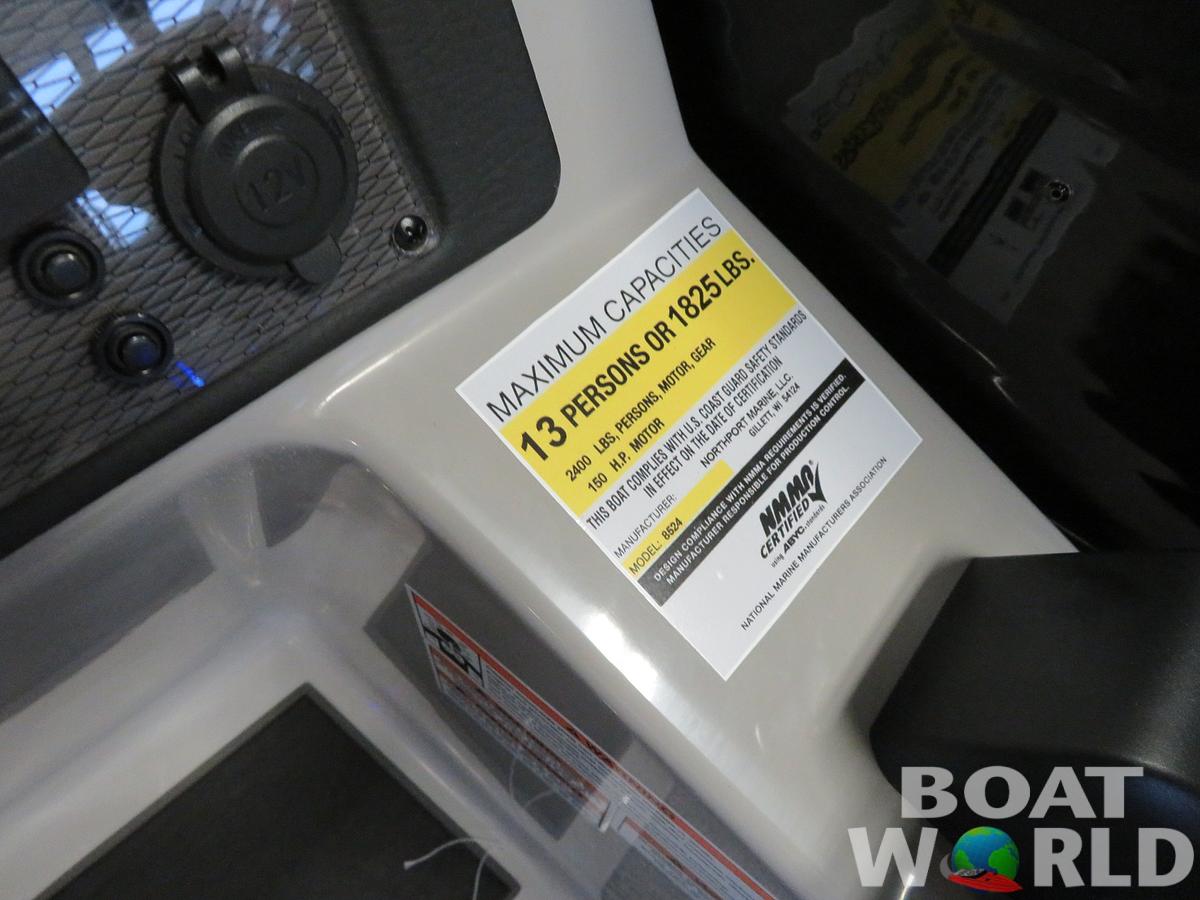 12V
MAXIMUM CAPACITIES
13 PERSONS OR 1825 LBS.
2400 LBS, PERSONS, MOTOR, GEAR
150 H.P. MOTOR
THIS BOAT COMPLIES WITH U.S. COAST GUARD SAFETY STANDARDS
IN EFFECT ON THE DATE OF CERTIFICATION
MANUFACTURER: NORTHPORT MARINE, LLC.
GILLETT, WI 54124
MODEL: 8524
DESIGN COMPLIANCE WITH NMMA REQUIREMENTS IS VERIFIED.
MANUFACTURER RESPONSIBLE FOR PRODUCTION CONTROL.
NMMA
CERTIFIED
using ABYC. standards
NATIONAL MARINE MANUFACTURERS ASSOCIATION
BOAT
WORLD